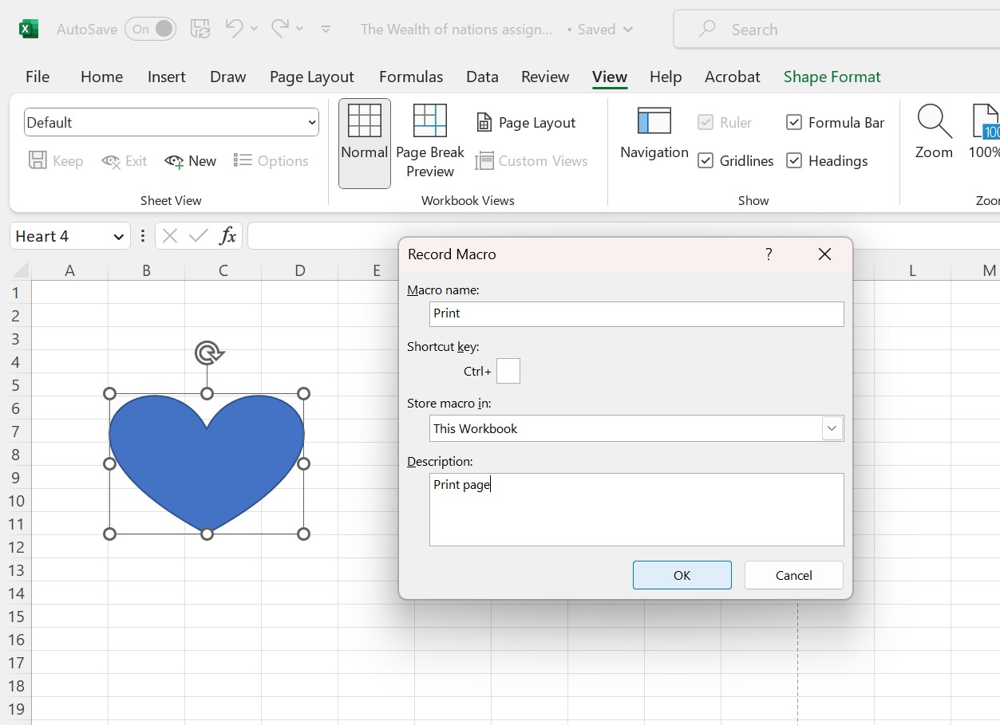 AutoSave On The Wealth of nations assign... • Saved Search
File Home Insert Draw Page Layout Formulas Data Review View Help Acrobat Shape Format
Default
Keep Exit New Options
Sheet View
Normal
Page Break
Preview
Page Layout
Custom Views
Workbook Views
Navigation
Ruler Formula Bar
Gridlines Headings
Show
Zoom
100
100%
Zoom
Heart 4 fx
A B C D E L M
1
2
3
4
5
6
7
8
9
10
11
12
13
14
15
16
17
18
19
Record Macro ?
Macro name:
Print
Shortcut key:
Ctrl+
Store macro in:
This Workbook
Description:
Print page
OK Cancel